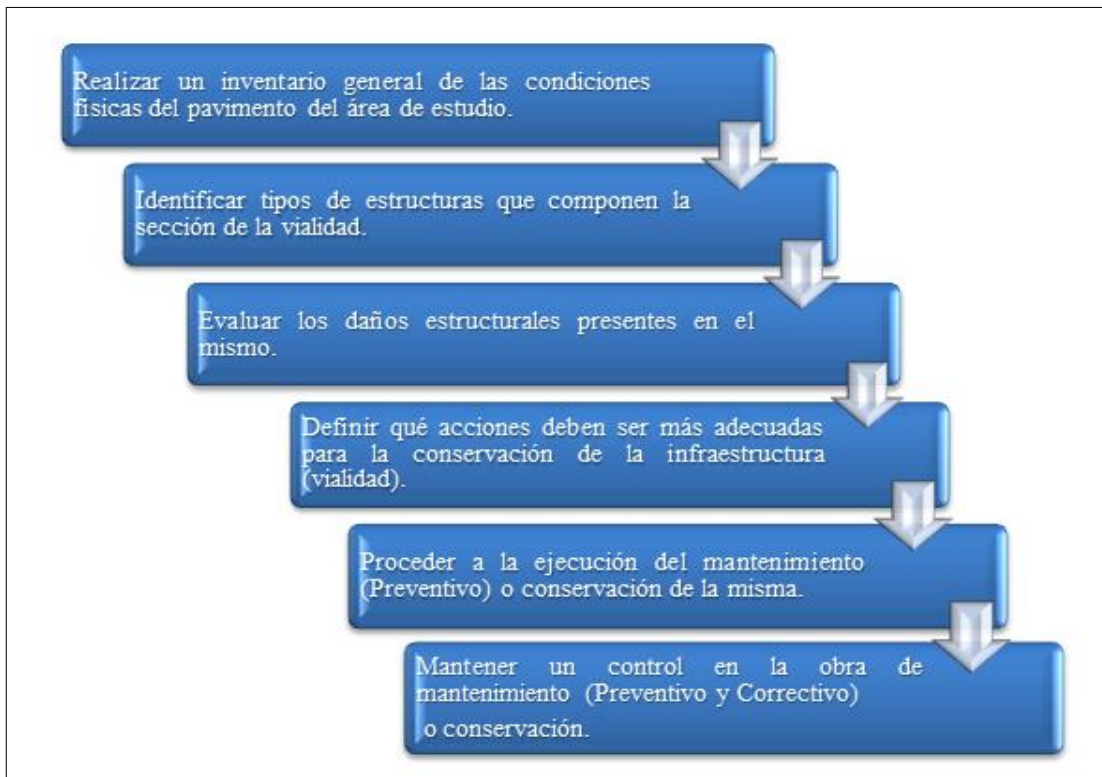 Realizar un inventario general de las condiciones
físicas del pavimento del área de estudio.
Identificar tipos de estructuras que componen la
sección de la vialidad.
Evaluar los daños estructurales presentes en el
mismo.
Definir qué acciones deben ser más adecuadas
para la conservación de la infraestructura
(vialidad).
Proceder a la ejecución del mantenimiento
(Preventivo) o conservación de la misma.
Mantener un control en la obra de
mantenimiento (Preventivo y Correctivo)
o conservación.